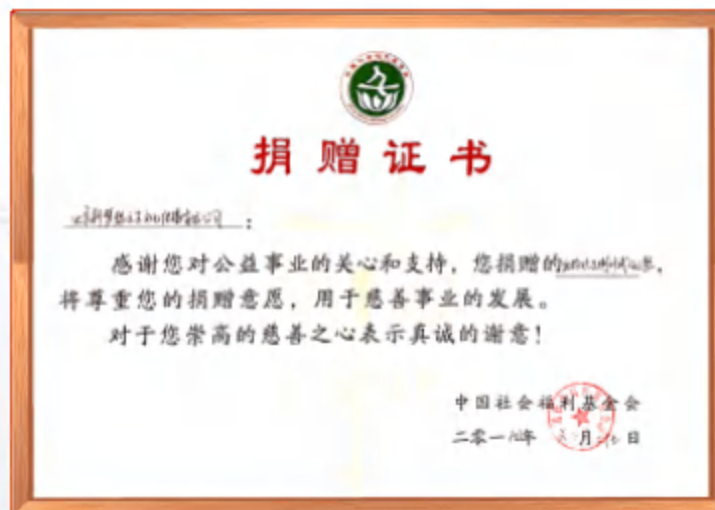 捐赠证书
感谢您对公益事业的关心和支持，您捐赠的
将尊重您的捐赠意愿，用于慈善事业的发展。
对于您崇高的慈善之心表示真诚的谢意！
中国社会福利基金会
二零一 年 月 日